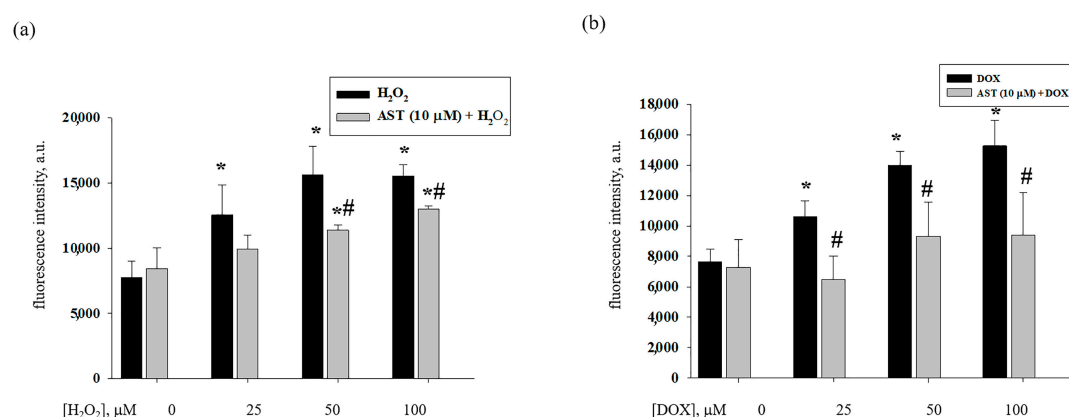 (a)
H₂O₂
AST (10 µM) + H₂O₂
fluorescence intensity, a.u.
20,000
15,000
10,000
5,000
0
*
*
*
*#
*#
[H₂O₂], µM 0 25 50 100
(b)
DOX
AST (10 µM) + DOX
fluorescence intensity, a.u.
18,000
16,000
14,000
12,000
10,000
8,000
6,000
4,000
2,000
0
*
*
*
#
#
#
[DOX], µM 0 25 50 100